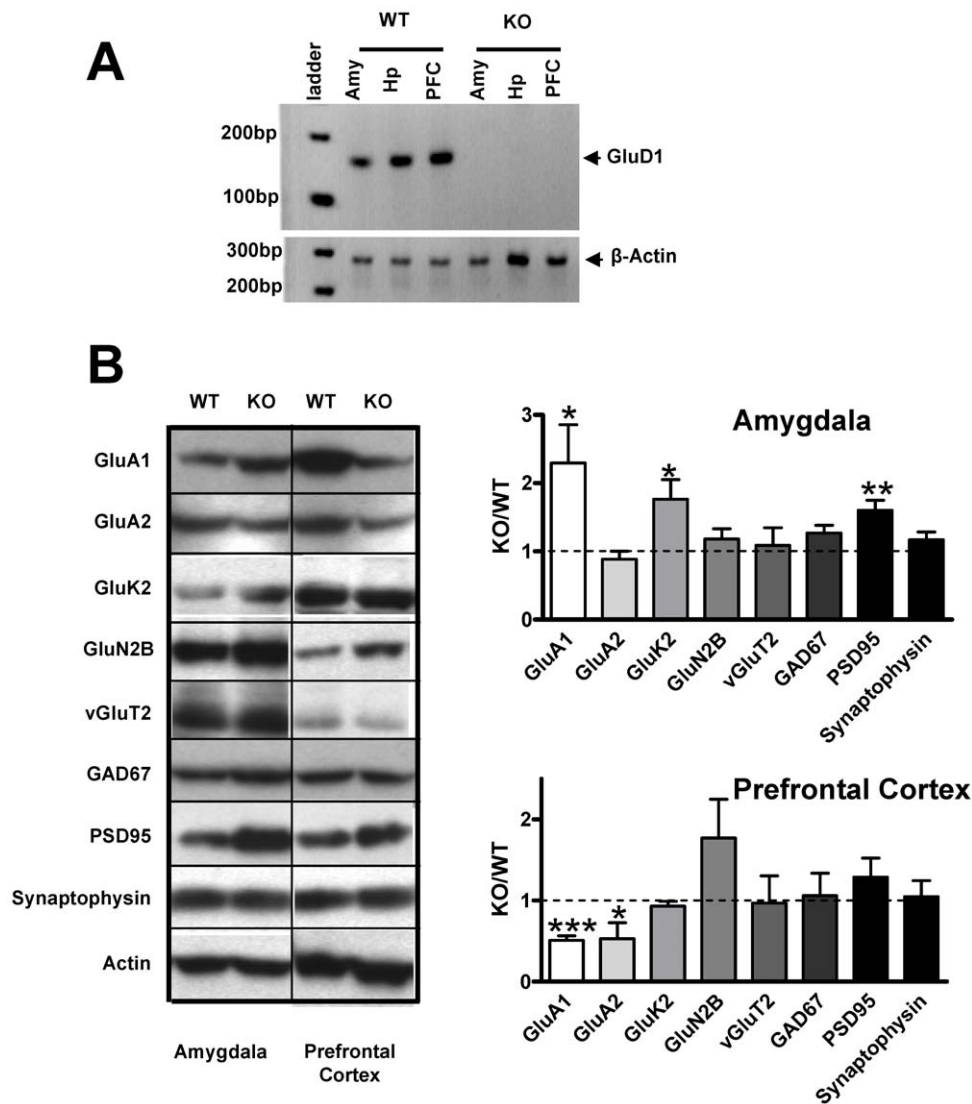 A
WT KO
ladder Amy Hp PFC Amy Hp PFC
200bp
GluD1
100bp
300bp
β-Actin
200bp
B
WT KO WT KO
GluA1
GluA2
GluK2
GluN2B
vGluT2
GAD67
PSD95
Synaptophysin
Actin
Amygdala Prefrontal
Cortex
Amygdala
KO/WT
3
2
1
0
* * **
GluA1 GluA2 GluK2 GluN2B vGluT2 GAD67 PSD95 Synaptophysin
Prefrontal Cortex
KO/WT
2
1
0
*** *
GluA1 GluA2 GluK2 GluN2B vGluT2 GAD67 PSD95 Synaptophysin